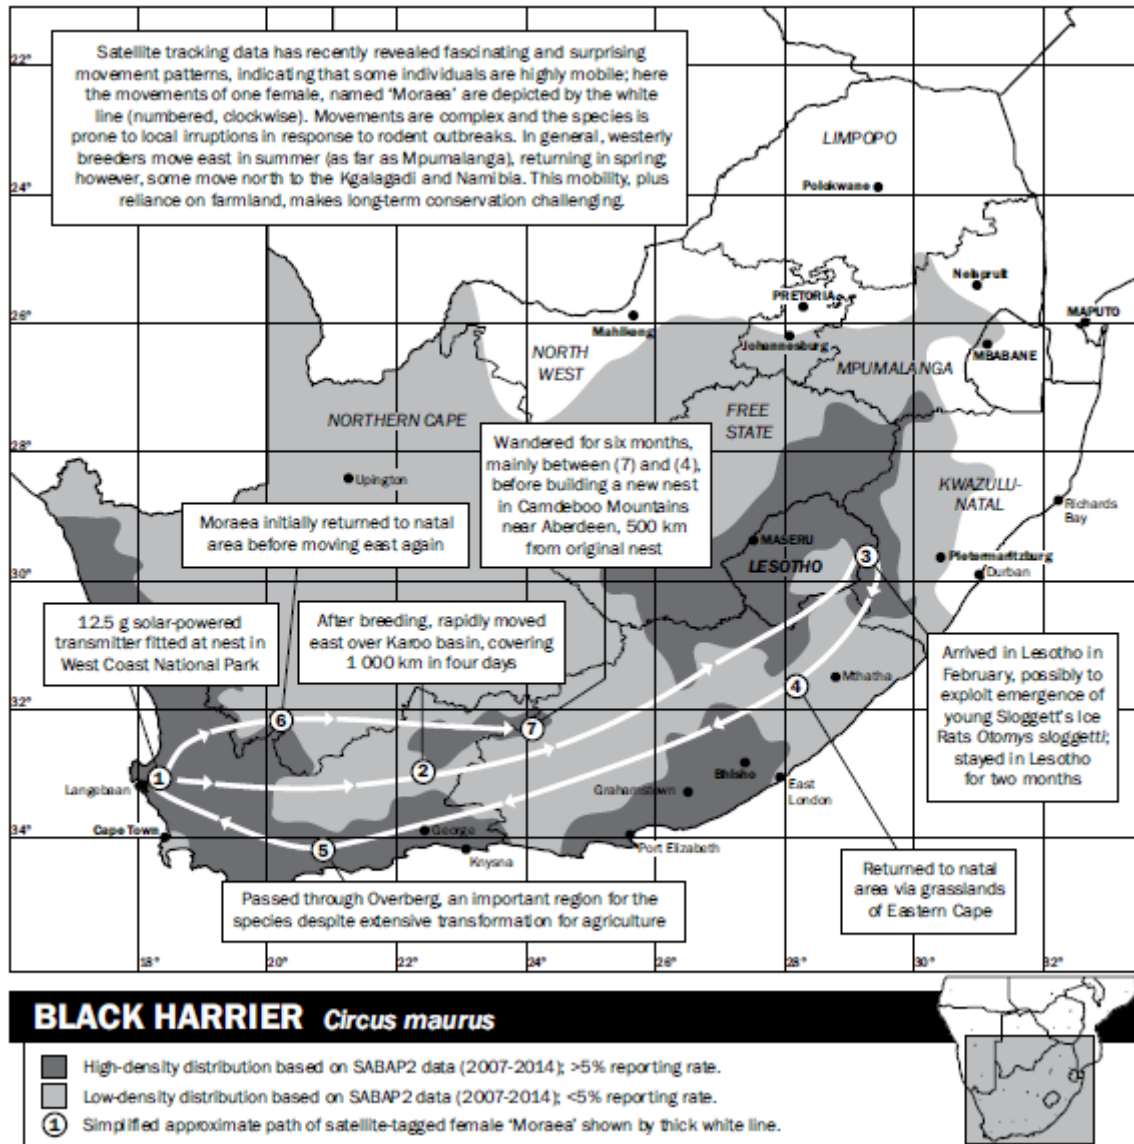 Satellite tracking data has recently revealed fascinating and surprising
movement patterns, indicating that some individuals are highly mobile; here
the movements of one female, named 'Moraea' are depicted by the white
line (numbered, clockwise). Movements are complex and the species is
prone to local irruptions in response to rodent outbreaks. In general, westerly
breeders move east in summer (as far as Mpumalanga), returning in spring;
however, some move north to the Kgalagadi and Namibia. This mobility, plus
reliance on farmland, makes long-term conservation challenging.
22°
24°
26°
28°
30°
32°
34°
LIMPOPO
Polokwane
Nelspruit
PRETORIA
MAPUTO
Mahikeng
Johannesburg
MBABANE
NORTH
WEST
MPUMALANGA
NORTHERN CAPE
FREE
STATE
Upington
Wandered for six months,
mainly between (7) and (4),
before building a new nest
in Camdeboo Mountains
near Aberdeen, 500 km
from original nest
KWAZULU-
NATAL
Richards
Bay
Moraea initially returned to natal
area before moving east again
MASERU
LESOTHO
3
Pietermaritzburg
Durban
12.5 g solar-powered
transmitter fitted at nest in
West Coast National Park
After breeding, rapidly moved
east over Karoo basin, covering
1 000 km in four days
Arrived in Lesotho in
February, possibly to
exploit emergence of
young Sloggett's Ice
Rats Otomys sloggetti;
stayed in Lesotho
for two months
Mthatha
4
6
7
1
2
Langebaan
Bhisho
Grahamstown
East
London
Cape Town
5
George
Knysna
Port Elizabeth
Passed through Overberg, an important region for the
species despite extensive transformation for agriculture
Returned to natal
area via grasslands
of Eastern Cape
18° 20° 22° 24° 26° 28° 30° 32°
BLACK HARRIER Circus maurus
High-density distribution based on SABAP2 data (2007-2014); >5% reporting rate.
Low-density distribution based on SABAP2 data (2007-2014); <5% reporting rate.
1 Simplified approximate path of satellite-tagged female 'Moraea' shown by thick white line.